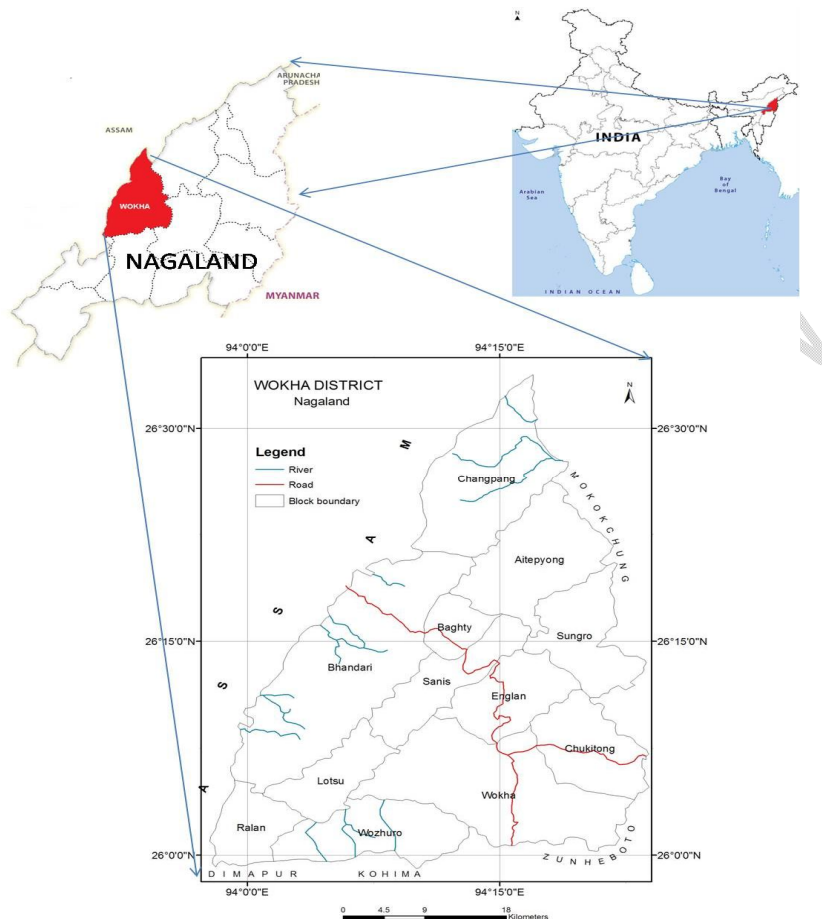 ARUNACHA
PRADESH
ASSAM
WOKHA
NAGALAND
MYANMAR
N
INDIA
Arabian
Sea
Bay
of
Bengal
INDIAN OCEAN
94°0'0"E 94°15'0"E
WOKHA DISTRICT
Nagaland
N
26°30'0"N 26°30'0"N
Legend
River
Road
Block boundary
ASSAM
MOKOKCHUNG
Changpang
Aitepyong
Baghty
Sungro
26°15'0"N 26°15'0"N
Bhandari
Sanis
Englan
Chukitong
Lotsu
Wokha
Ralan
Wozhuro
26°0'0"N 26°0'0"N
ZUNHEBOTO
DIMAPUR KOHIMA
94°0'0"E 94°15'0"E
0 4.5 9 18
Kilometers